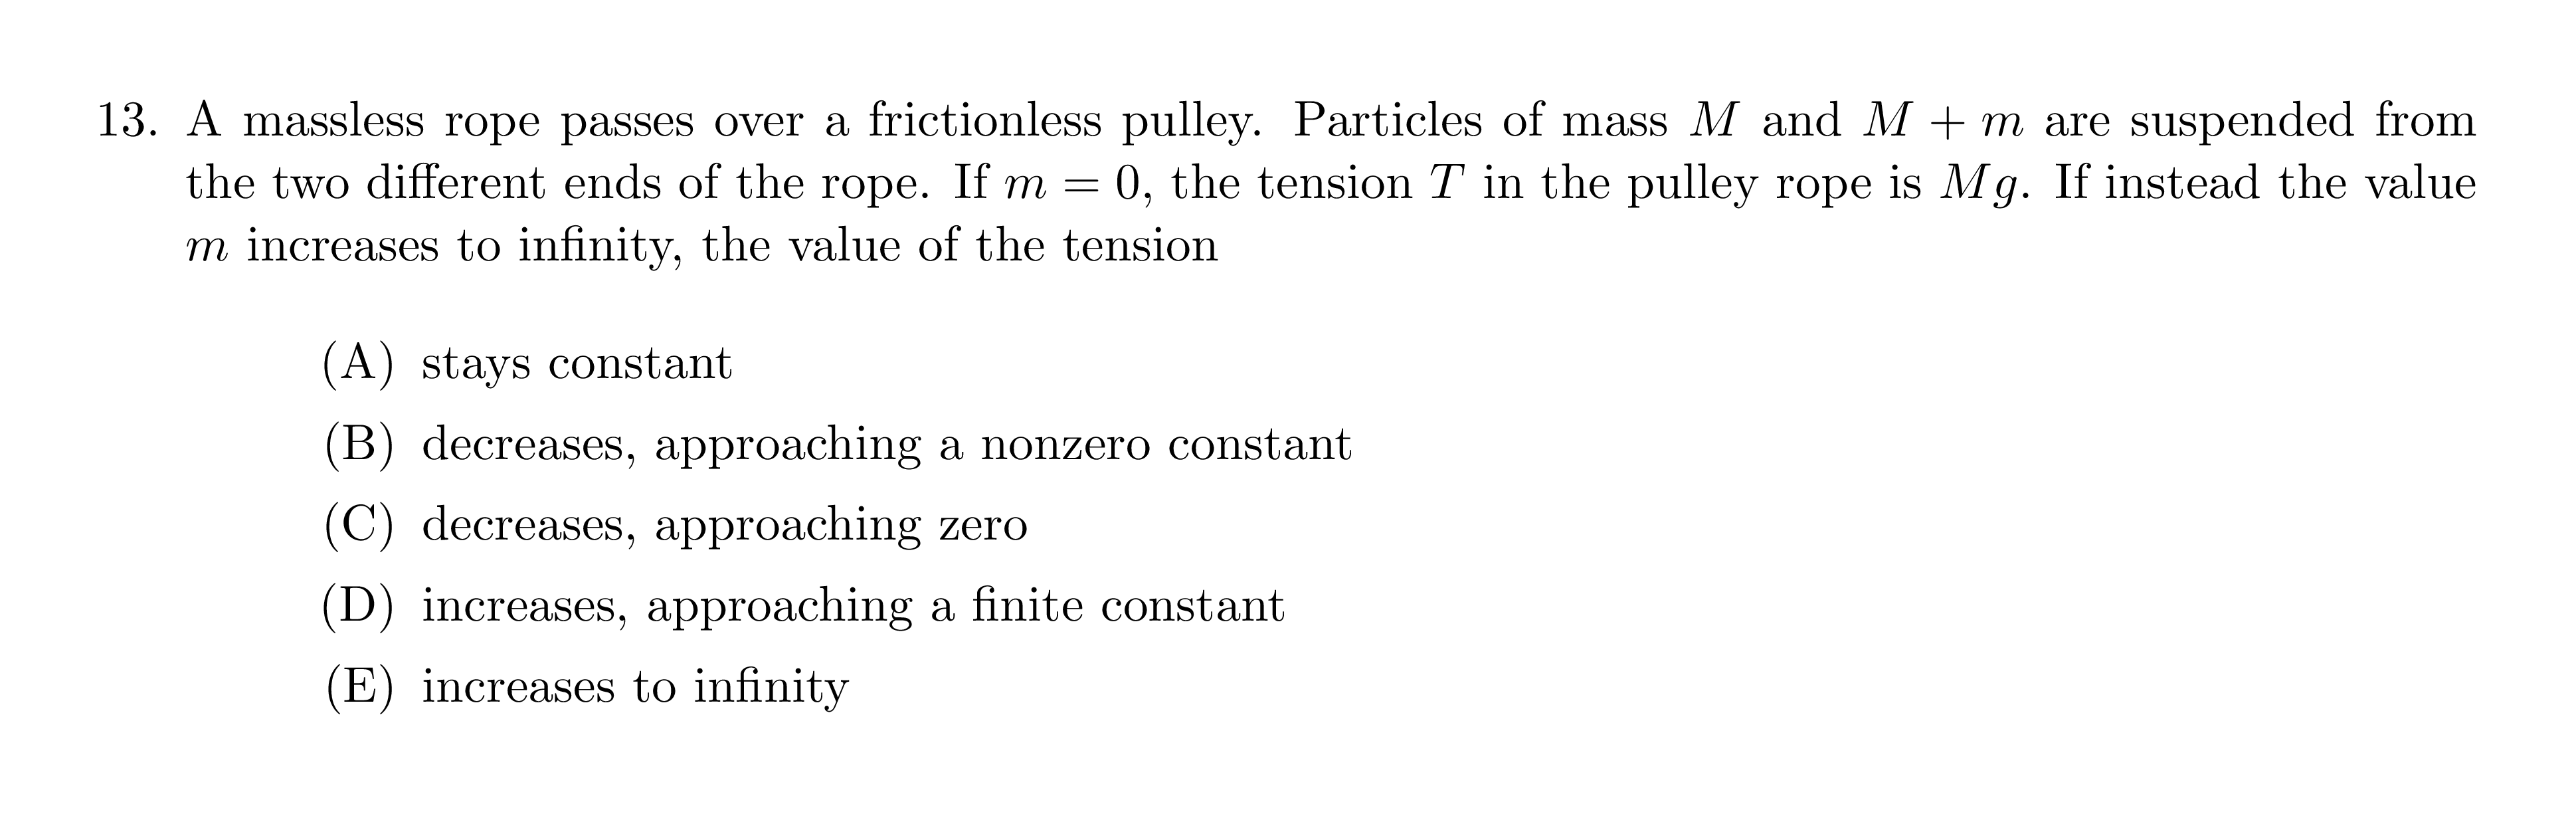 13. A massless rope passes over a frictionless pulley. Particles of mass M and M + m are suspended from
the two different ends of the rope. If m = 0, the tension T in the pulley rope is Mg. If instead the value
m increases to infinity, the value of the tension
(A) stays constant
(B) decreases, approaching a nonzero constant
(C) decreases, approaching zero
(D) increases, approaching a finite constant
(E) increases to infinity